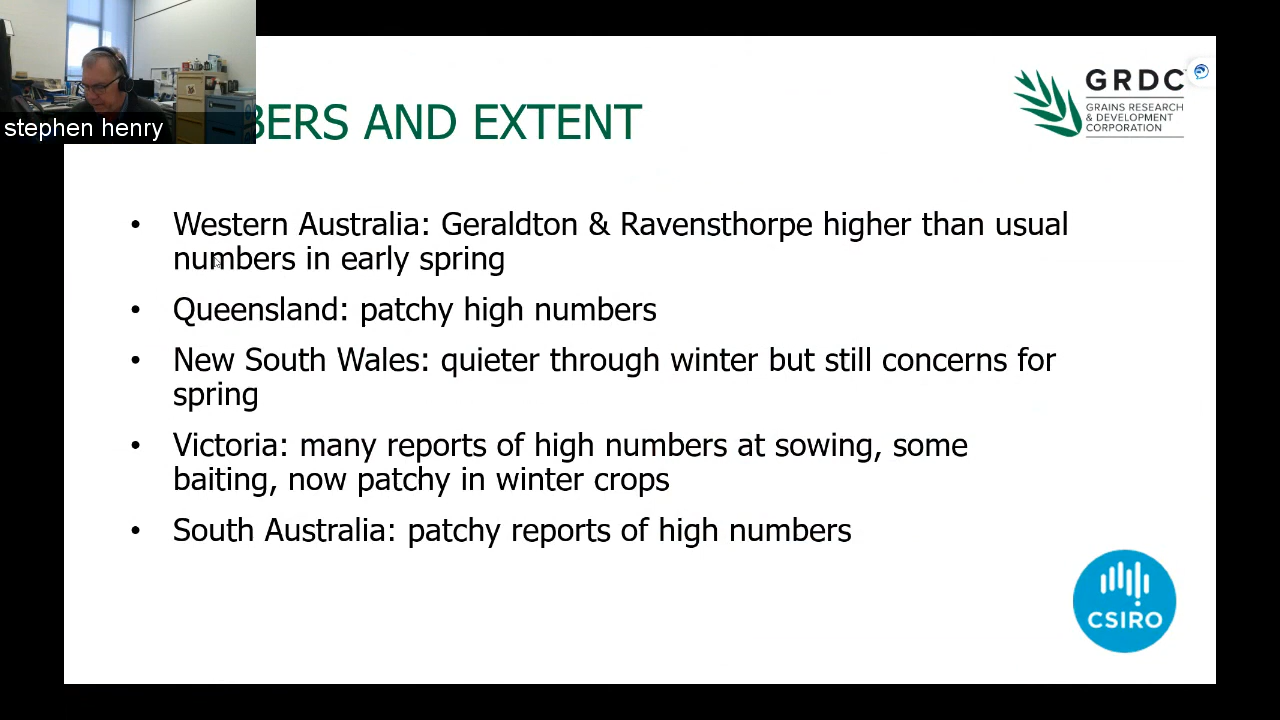 stephen henry
BERS AND EXTENT
GRDC
GRAINS RESEARCH
& DEVELOPMENT
CORPORATION
• Western Australia: Geraldton & Ravensthorpe higher than usual
numbers in early spring
• Queensland: patchy high numbers
• New South Wales: quieter through winter but still concerns for
spring
• Victoria: many reports of high numbers at sowing, some
baiting, now patchy in winter crops
• South Australia: patchy reports of high numbers
CSIRO